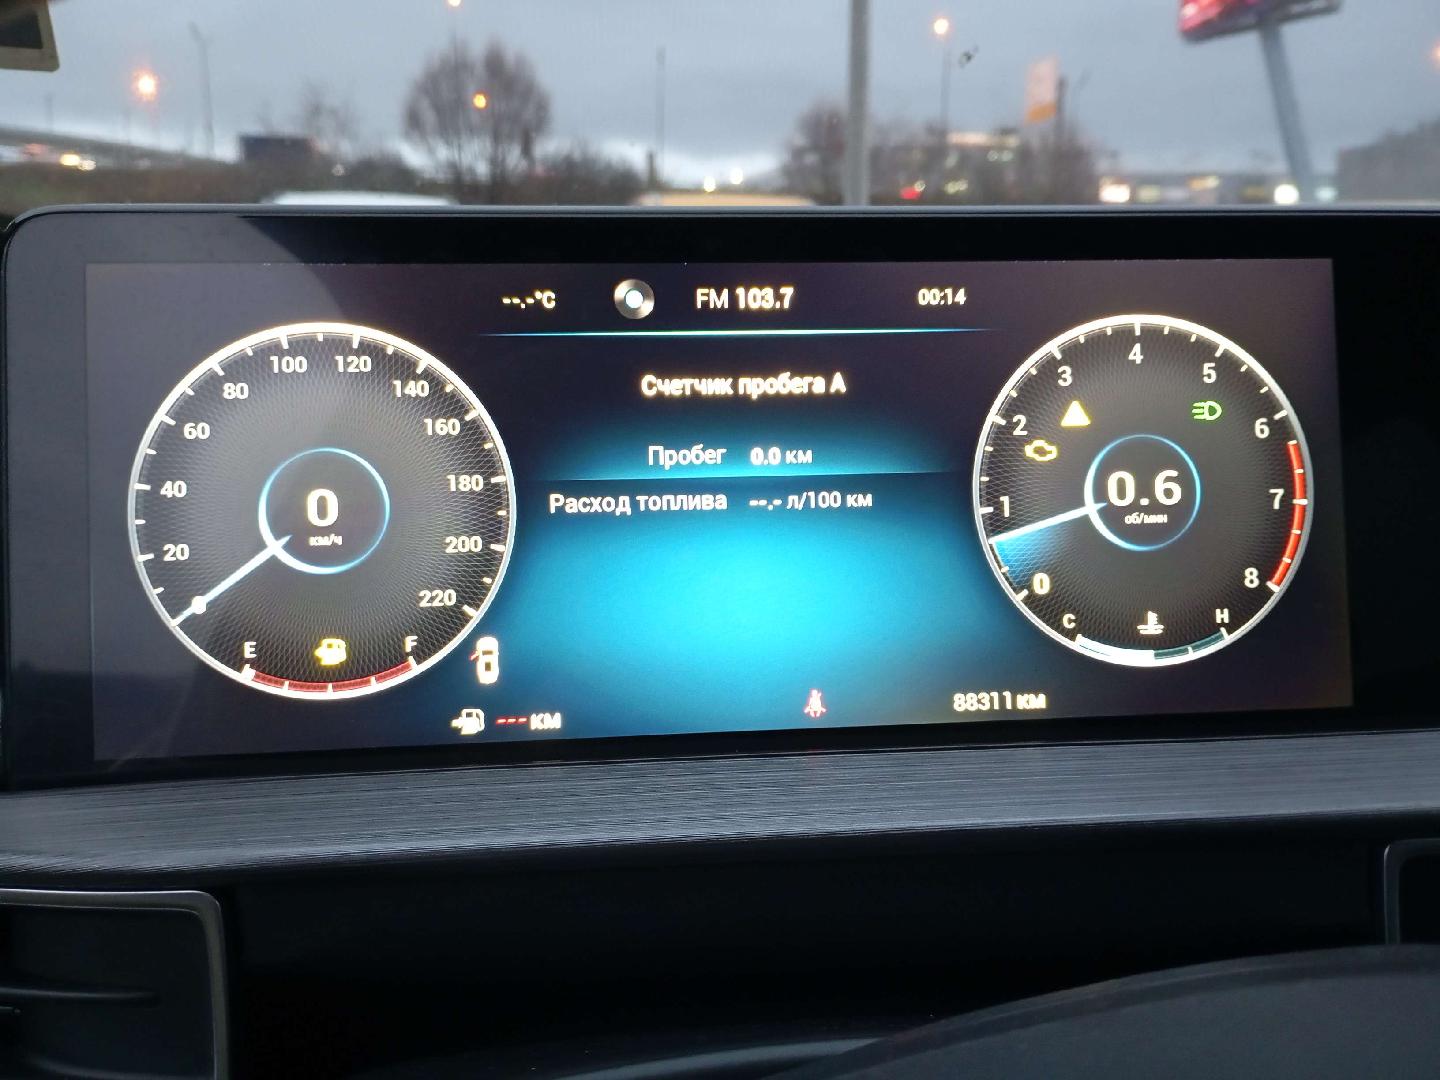 --.-°C FM 103.7 00:14
Счетчик пробега А
Пробег 0.0 км
Расход топлива --.- л/100 км
0 км/ч
20 40 60 80 100 120 140 160 180 200 220
E F
0.6 об/мин
0 1 2 3 4 5 6 7 8
C H
--- км
88311 км